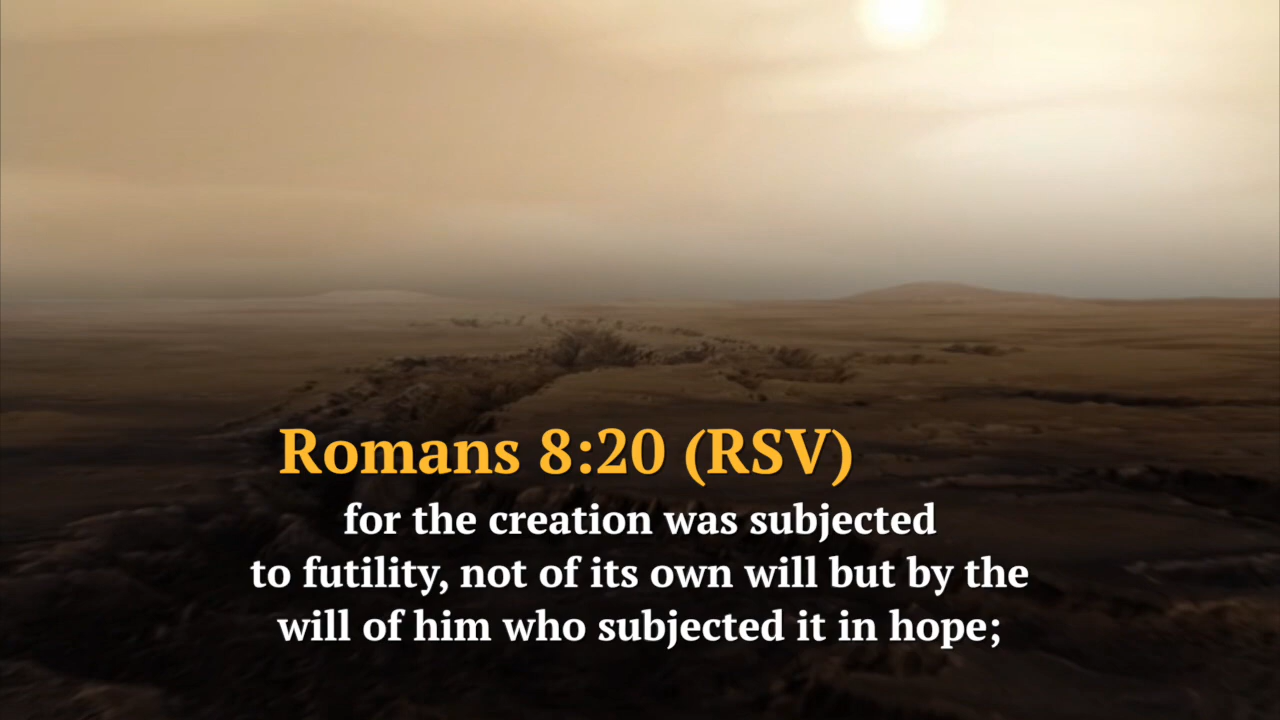 Romans 8:20 (RSV)
for the creation was subjected
to futility, not of its own will but by the
will of him who subjected it in hope;